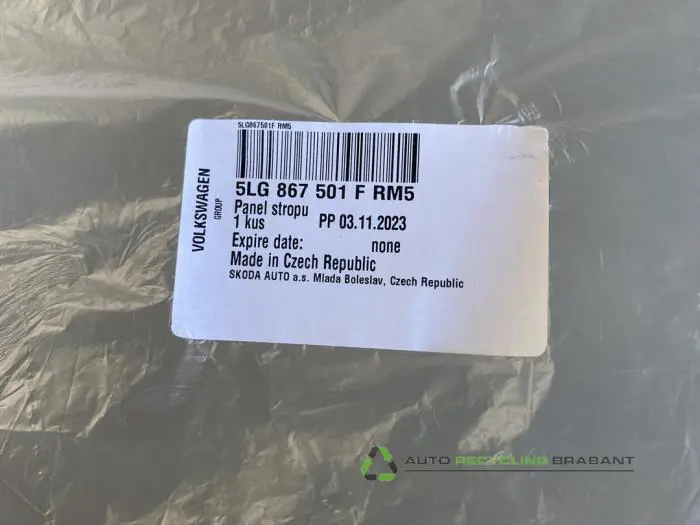 5LG867501F RM5
VOLKSWAGEN
GROUP
5LG 867 501 F RM5
Panel stropu
1 kus PP 03.11.2023
Expire date: none
Made in Czech Republic
SKODA AUTO a.s. Mlada Boleslav, Czech Republic
AUTO RECYCLING BRABANT